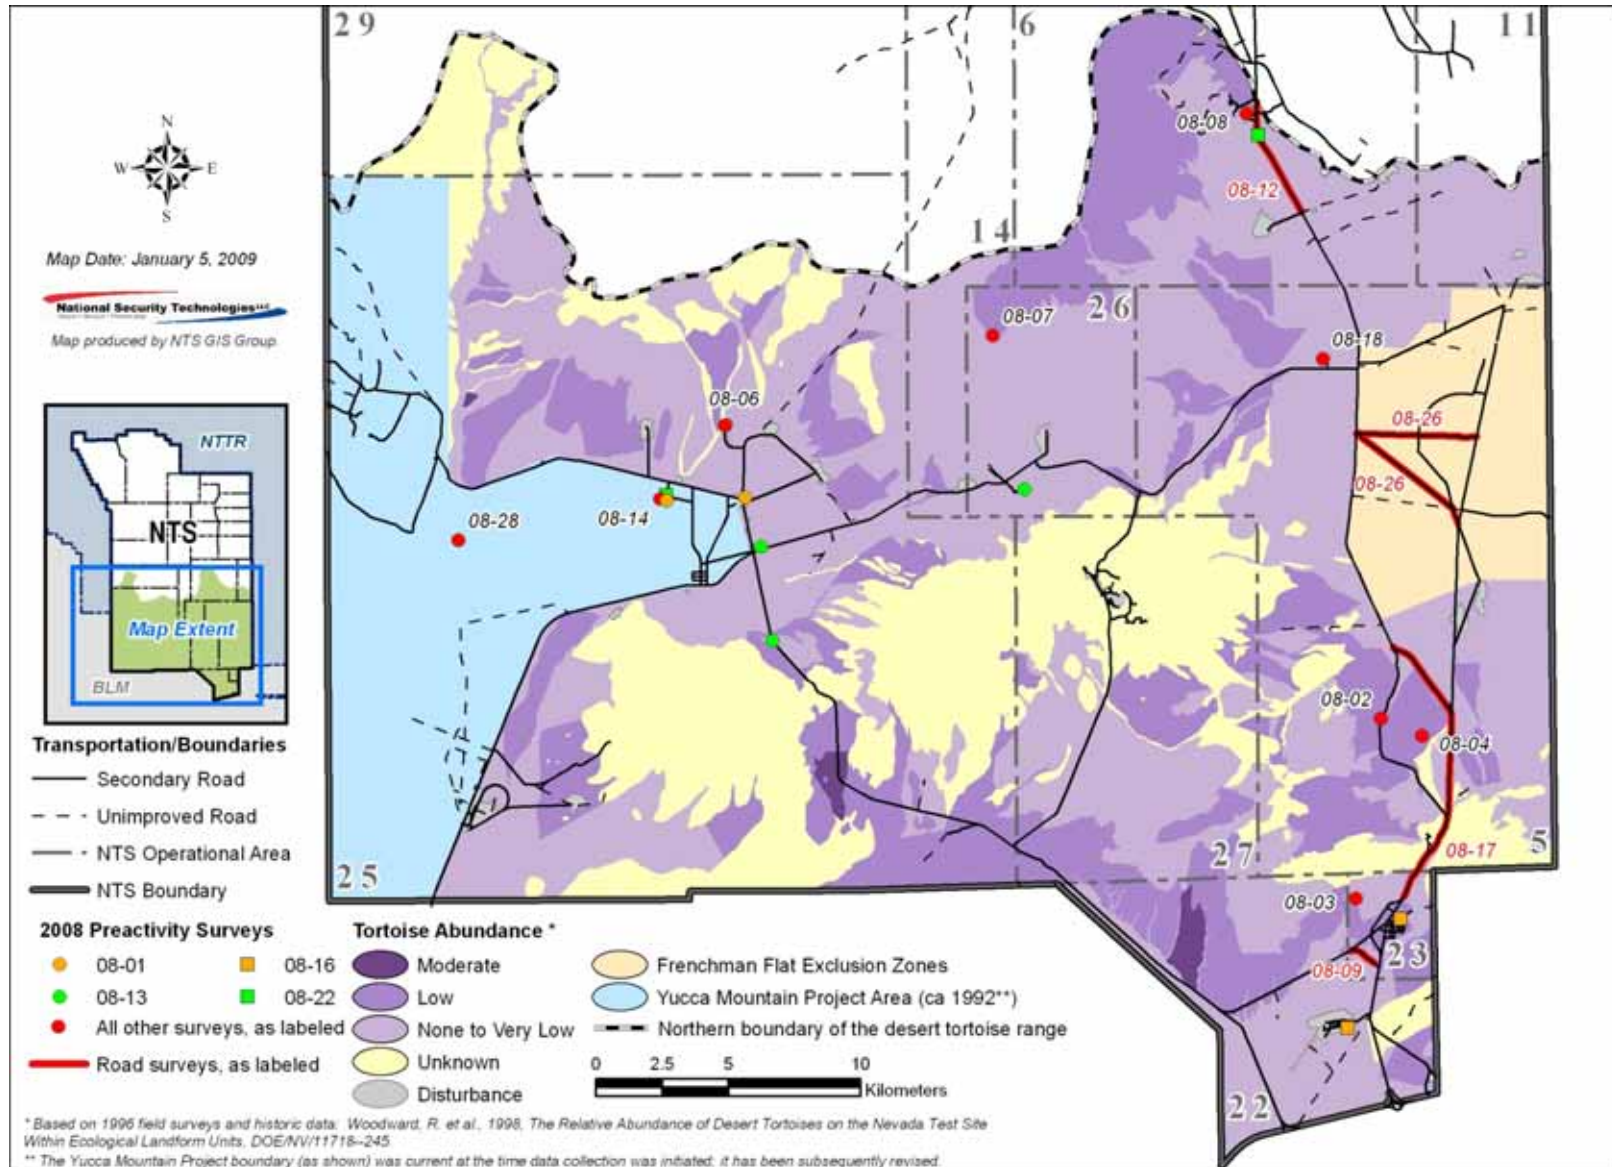 29
6
11
N
W
E
S
08-08
08-12
14
Map Date: January 5, 2009
National Security Technologies LLC
Map produced by NTS GIS Group.
26
08-07
08-18
08-06
08-26
NTTR
08-26
08-28
08-14
NTS
Map Extent
BLM
08-02
08-04
Transportation/Boundaries
Secondary Road
Unimproved Road
NTS Operational Area
NTS Boundary
25
27
08-17
5
08-03
23
08-09
22
2008 Preactivity Surveys
08-01
08-16
08-13
08-22
All other surveys, as labeled
Road surveys, as labeled
Tortoise Abundance *
Moderate
Low
None to Very Low
Unknown
Disturbance
Frenchman Flat Exclusion Zones
Yucca Mountain Project Area (ca 1992**)
Northern boundary of the desert tortoise range
0 2.5 5 10
Kilometers
* Based on 1996 field surveys and historic data: Woodward, R. et al., 1998, The Relative Abundance of Desert Tortoises on the Nevada Test Site
Within Ecological Landform Units, DOE/NV/11718--245.
** The Yucca Mountain Project boundary (as shown) was current at the time data collection was initiated; it has been subsequently revised.